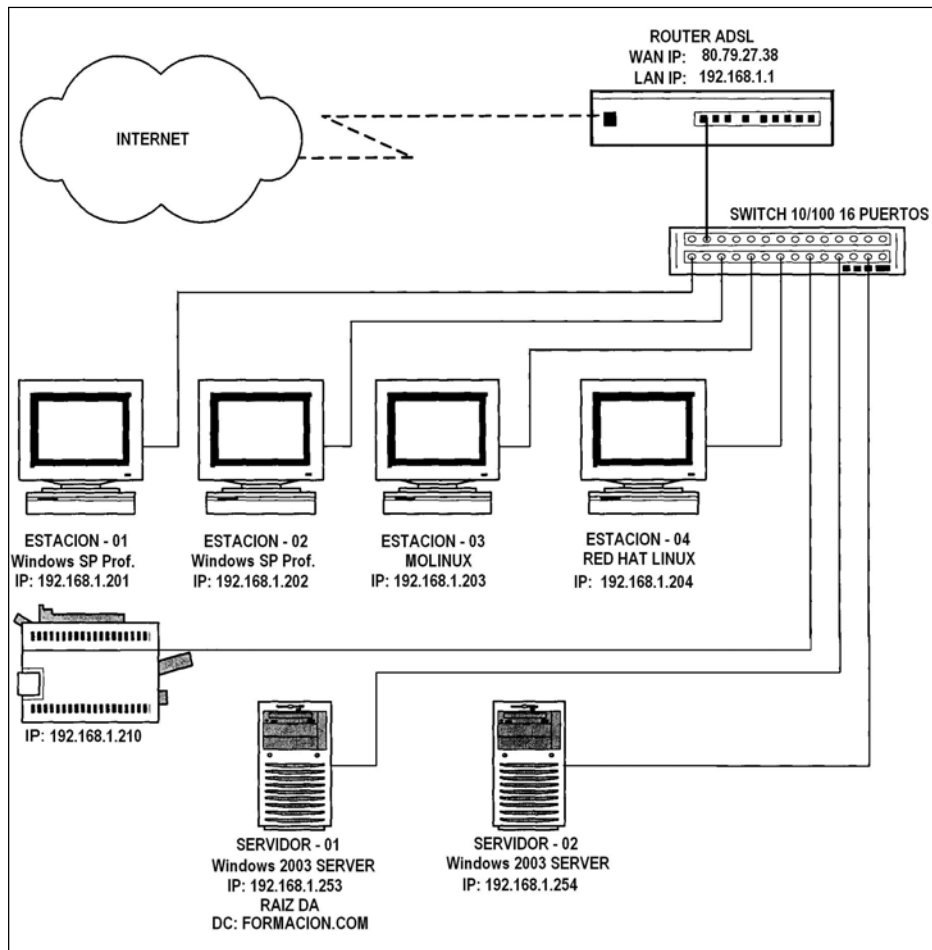 ROUTER ADSL
WAN IP: 80.79.27.38
LAN IP: 192.168.1.1
INTERNET
SWITCH 10/100 16 PUERTOS
ESTACION - 01
Windows SP Prof.
IP: 192.168.1.201
ESTACION - 02
Windows SP Prof.
IP: 192.168.1.202
ESTACION - 03
MOLINUX
IP: 192.168.1.203
ESTACION - 04
RED HAT LINUX
IP: 192.168.1.204
IP: 192.168.1.210
SERVIDOR - 01
Windows 2003 SERVER
IP: 192.168.1.253
RAIZ DA
DC: FORMACION.COM
SERVIDOR - 02
Windows 2003 SERVER
IP: 192.168.1.254